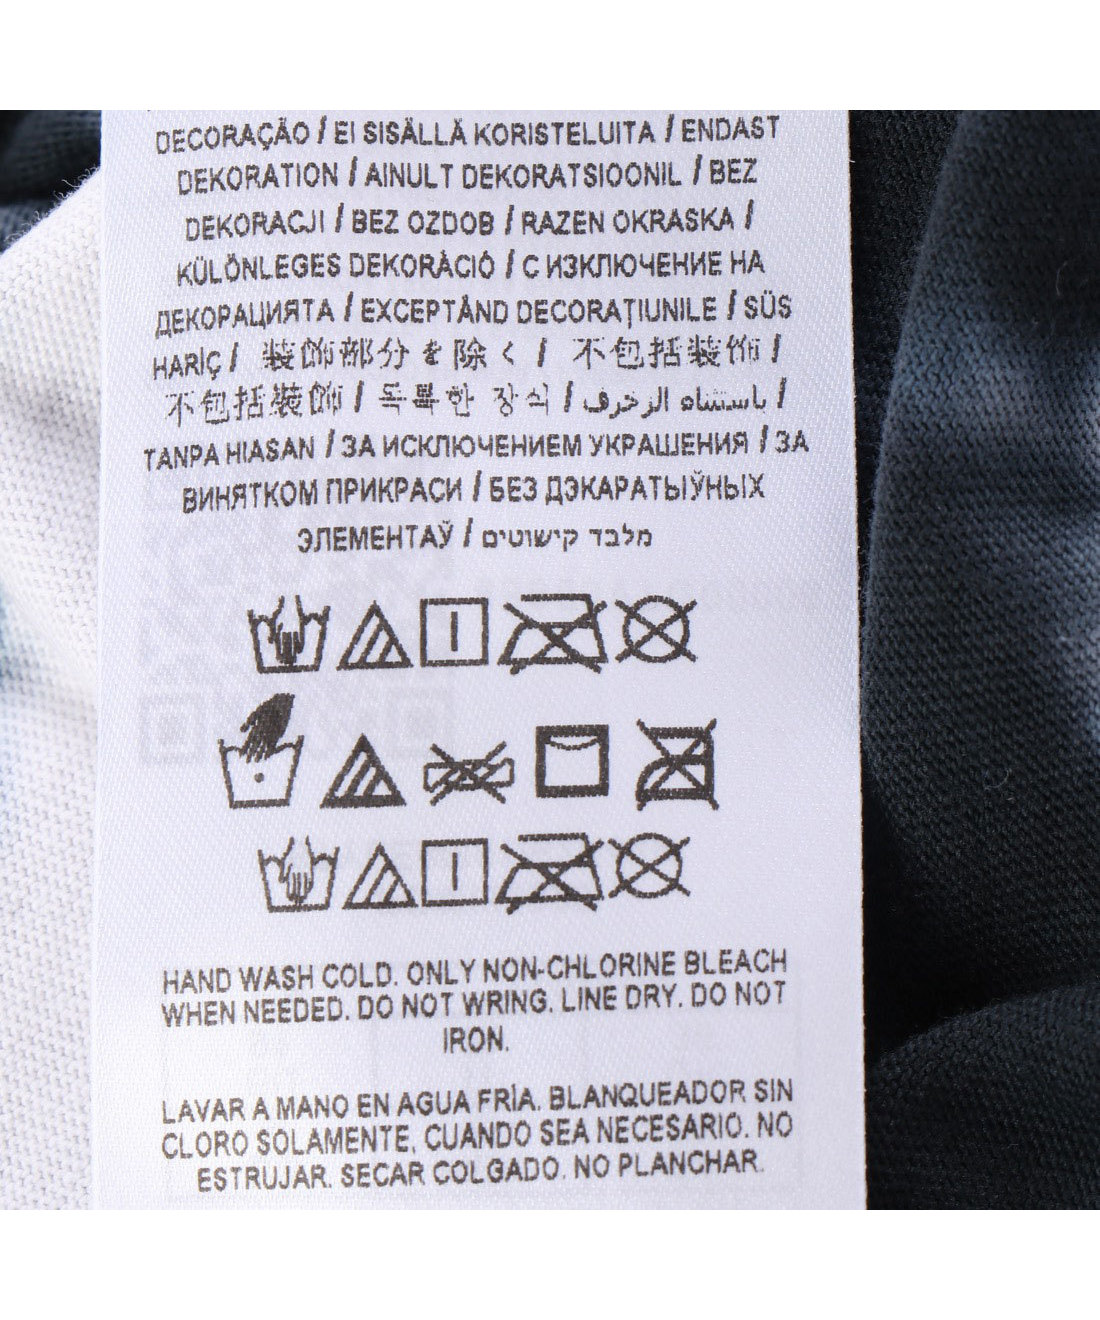 DECORAÇÃO / EI SISÄLLÄ KORISTELUITA / ENDAST
DEKORATION / AINULT DEKORATSIOONIL / BEZ
DEKORACJI / BEZ OZDOB / RAZEN OKRASKA /
KÜLÖNLEGES DEKORÁCIÓ / С ИЗКЛЮЧЕНИЕ НА
ДЕКОРАЦИЯТА / EXCEPTÂND DECORAȚIUNILE / SÜS
HARİÇ / 装飾部分を除く / 不包括装饰 /
不包括裝飾 / 독특한 장식 / باستثناء الزخرف /
TANPA HIASAN / ЗА ИСКЛЮЧЕНИЕМ УКРАШЕНИЯ / ЗА
ВИНЯТКОМ ПРИКРАСИ / БЕЗ ДЭКАРАТЫЎНЫХ
ЭЛЕМЕНТАЎ / מלבד קישוטים
HAND WASH COLD. ONLY NON-CHLORINE BLEACH
WHEN NEEDED. DO NOT WRING. LINE DRY. DO NOT
IRON.
LAVAR A MANO EN AGUA FRÍA. BLANQUEADOR SIN
CLORO SOLAMENTE, CUANDO SEA NECESARIO. NO
ESTRUJAR. SECAR COLGADO. NO PLANCHAR.